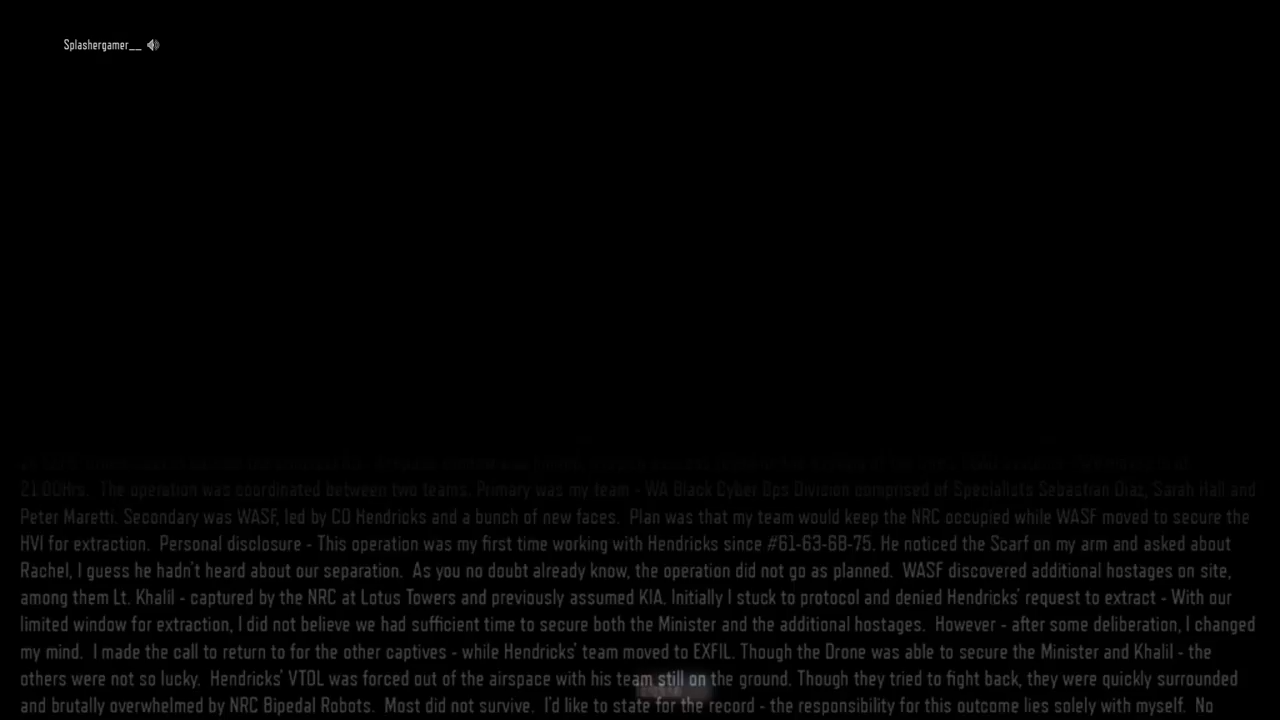 Splashergamer__
21:00Hrs.  The operation was coordinated between two teams. Primary was my team - WA Black Cyber Ops Division comprised of Specialists Sebastian Diaz, Sarah Hall and
Peter Maretti. Secondary was WASF, led by CO Hendricks and a bunch of new faces.  Plan was that my team would keep the NRC occupied while WASF moved to secure the
HVI for extraction.  Personal disclosure - This operation was my first time working with Hendricks since #61-63-6B-75. He noticed the Scarf on my arm and asked about
Rachel, I guess he hadn't heard about our separation.  As you no doubt already know, the operation did not go as planned.  WASF discovered additional hostages on site,
among them Lt. Khalil - captured by the NRC at Lotus Towers and previously assumed KIA. Initially I stuck to protocol and denied Hendricks' request to extract - With our
limited window for extraction, I did not believe we had sufficient time to secure both the Minister and the additional hostages.  However - after some deliberation, I changed
my mind.  I made the call to return to for the other captives - while Hendricks' team moved to EXFIL. Though the Drone was able to secure the Minister and Khalil - the
others were not so lucky.  Hendricks' VTOL was forced out of the airspace with his team still on the ground. Though they tried to fight back, they were quickly surrounded
and brutally overwhelmed by NRC Bipedal Robots.  Most did not survive.  I'd like to state for the record - the responsibility for this outcome lies solely with myself.  No